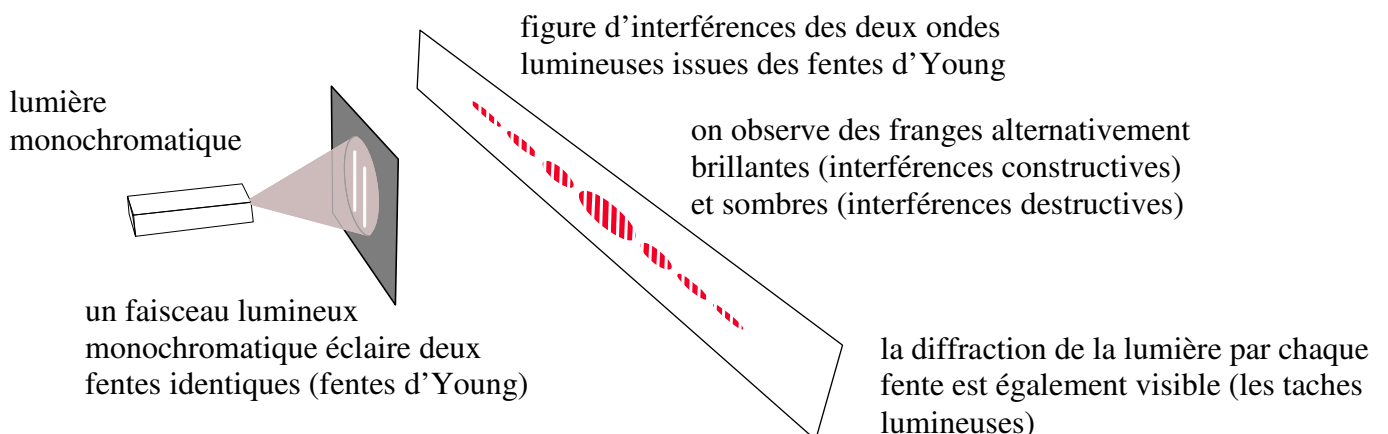 figure d’interférences des deux ondes
lumineuses issues des fentes d’Young
lumière
monochromatique
on observe des franges alternativement
brillantes (interférences constructives)
et sombres (interférences destructives)
un faisceau lumineux
monochromatique éclaire deux
fentes identiques (fentes d’Young)
la diffraction de la lumière par chaque
fente est également visible (les taches
lumineuses)